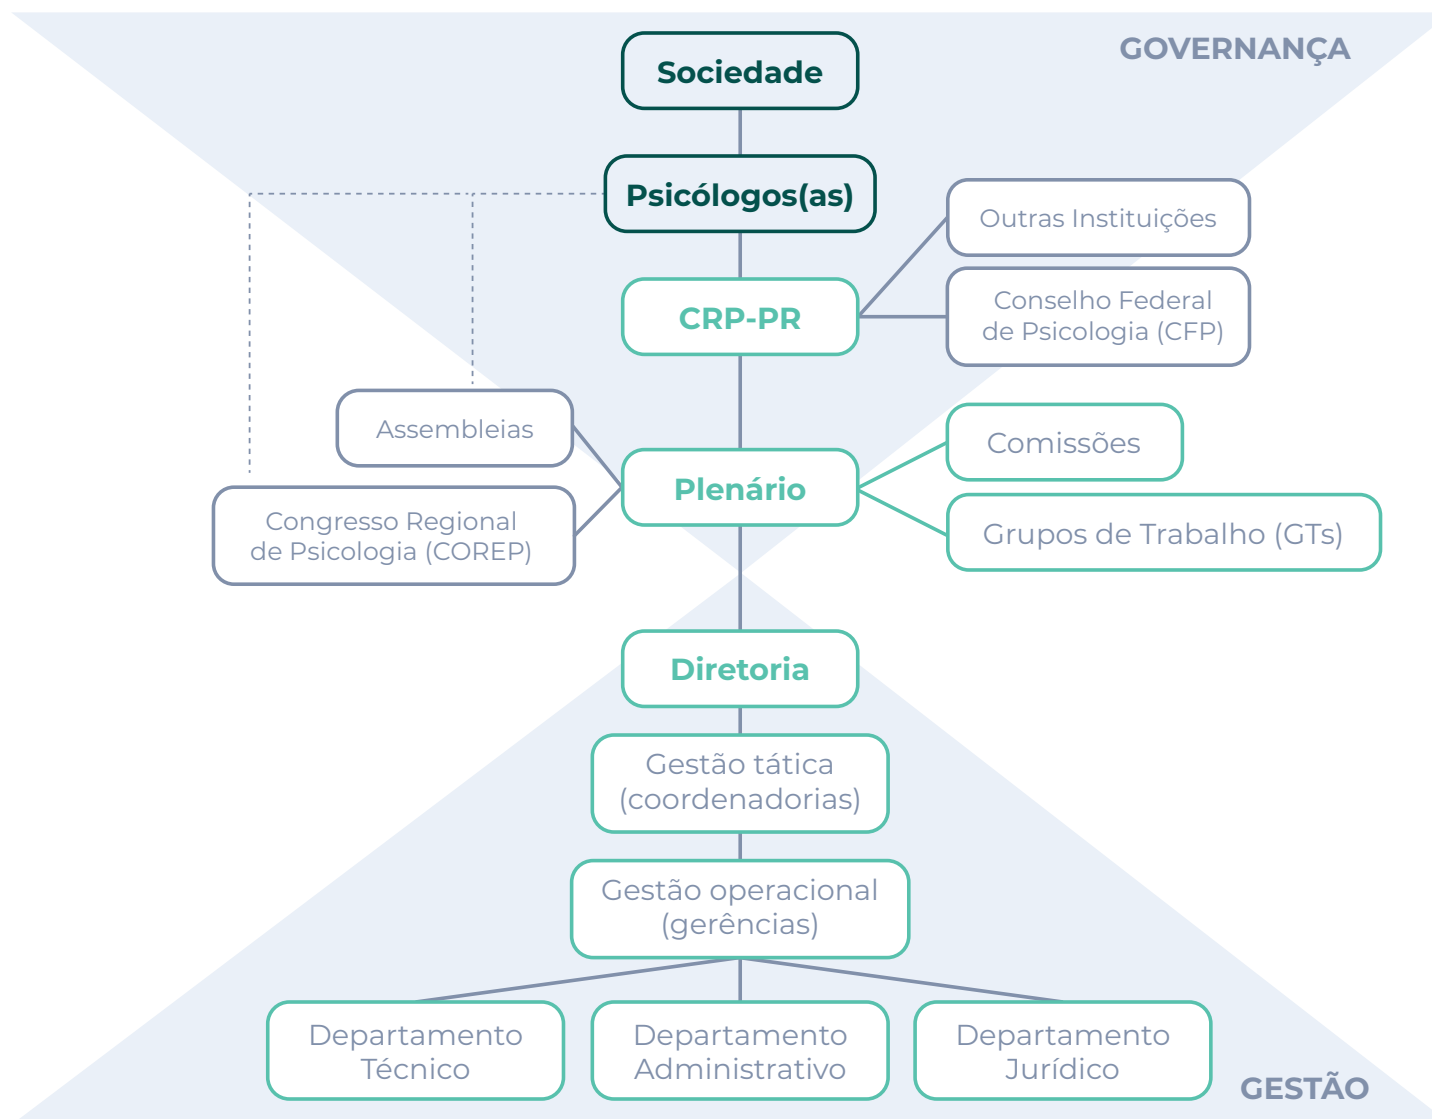 GOVERNANÇA
Sociedade
Psicólogos(as)
Outras Instituições
CRP-PR
Conselho Federal
de Psicologia (CFP)
Assembleias
Comissões
Plenário
Congresso Regional
de Psicologia (COREP)
Grupos de Trabalho (GTs)
Diretoria
Gestão tática
(coordenadorias)
Gestão operacional
(gerências)
Departamento
Técnico
Departamento
Administrativo
Departamento
Jurídico
GESTÃO